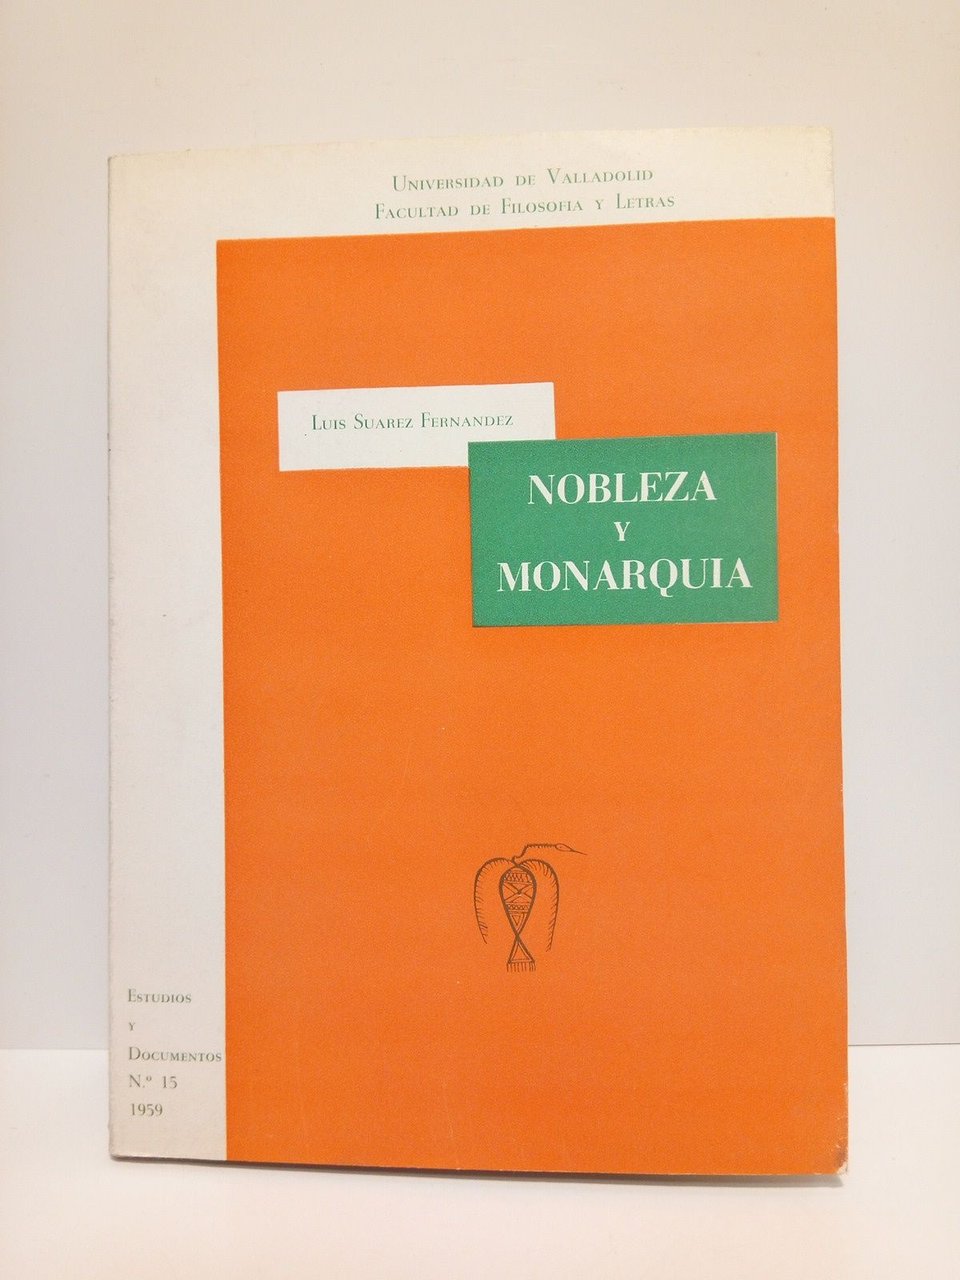 Universidad de Valladolid
Facultad de Filosofia y Letras
Luis Suarez Fernandez
NOBLEZA
Y
MONARQUIA
Estudios
y
Documentos
N.º 15
1959